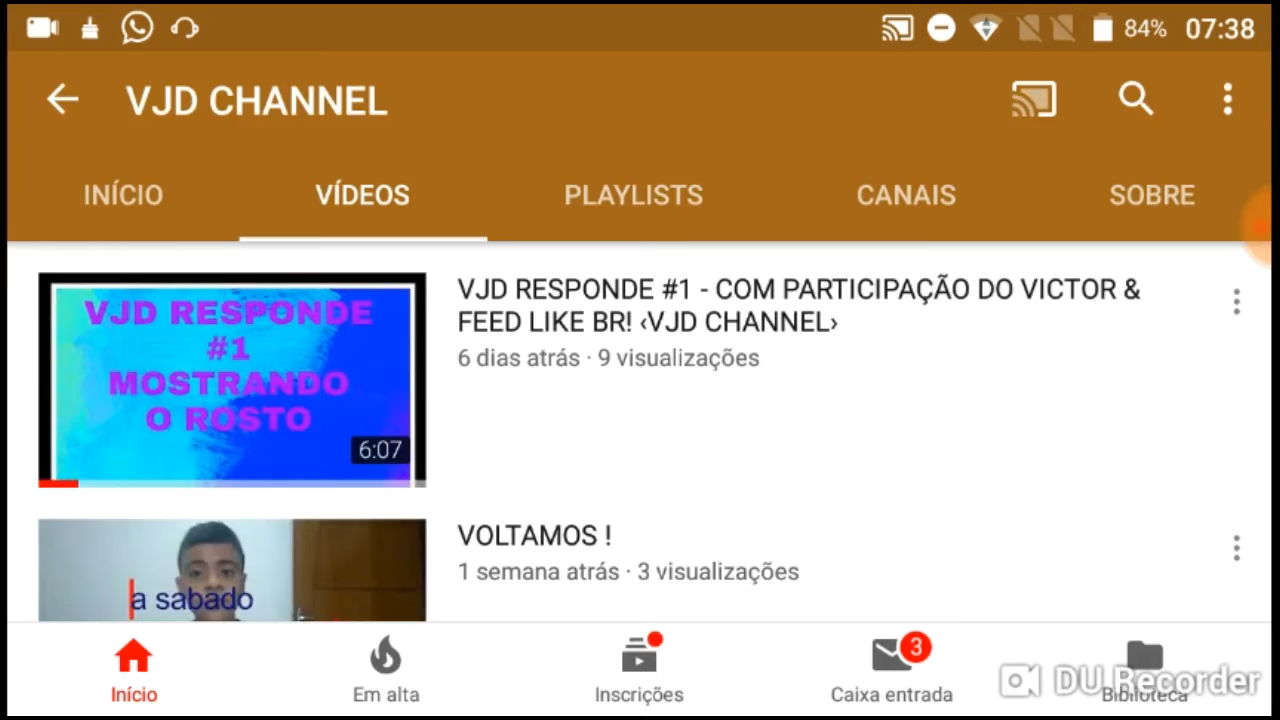 84% 07:38
VJD CHANNEL
INÍCIO VÍDEOS PLAYLISTS CANAIS SOBRE
VJD RESPONDE
#1
MOSTRANDO
O ROSTO
6:07
VJD RESPONDE #1 - COM PARTICIPAÇÃO DO VICTOR &
FEED LIKE BR! ‹VJD CHANNEL›
6 dias atrás · 9 visualizações
a sabado
VOLTAMOS !
1 semana atrás · 3 visualizações
3
Início Em alta Inscrições Caixa entrada Biblioteca
DU Recorder